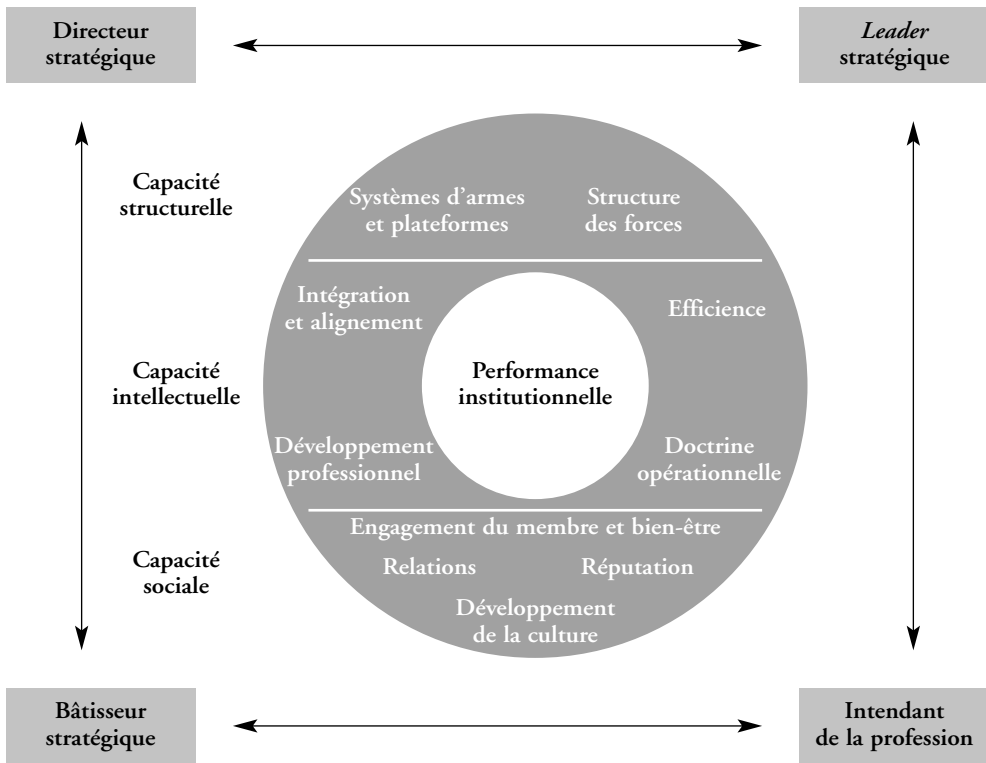 Directeur
stratégique
Leader
stratégique
Capacité
structurelle
Systèmes d'armes
et plateformes
Structure
des forces
Intégration
et alignement
Efficience
Capacité
intellectuelle
Performance
institutionnelle
Développement
professionnel
Doctrine
opérationnelle
Engagement du membre et bien-être
Capacité
sociale
Relations
Réputation
Développement
de la culture
Bâtisseur
stratégique
Intendant
de la profession